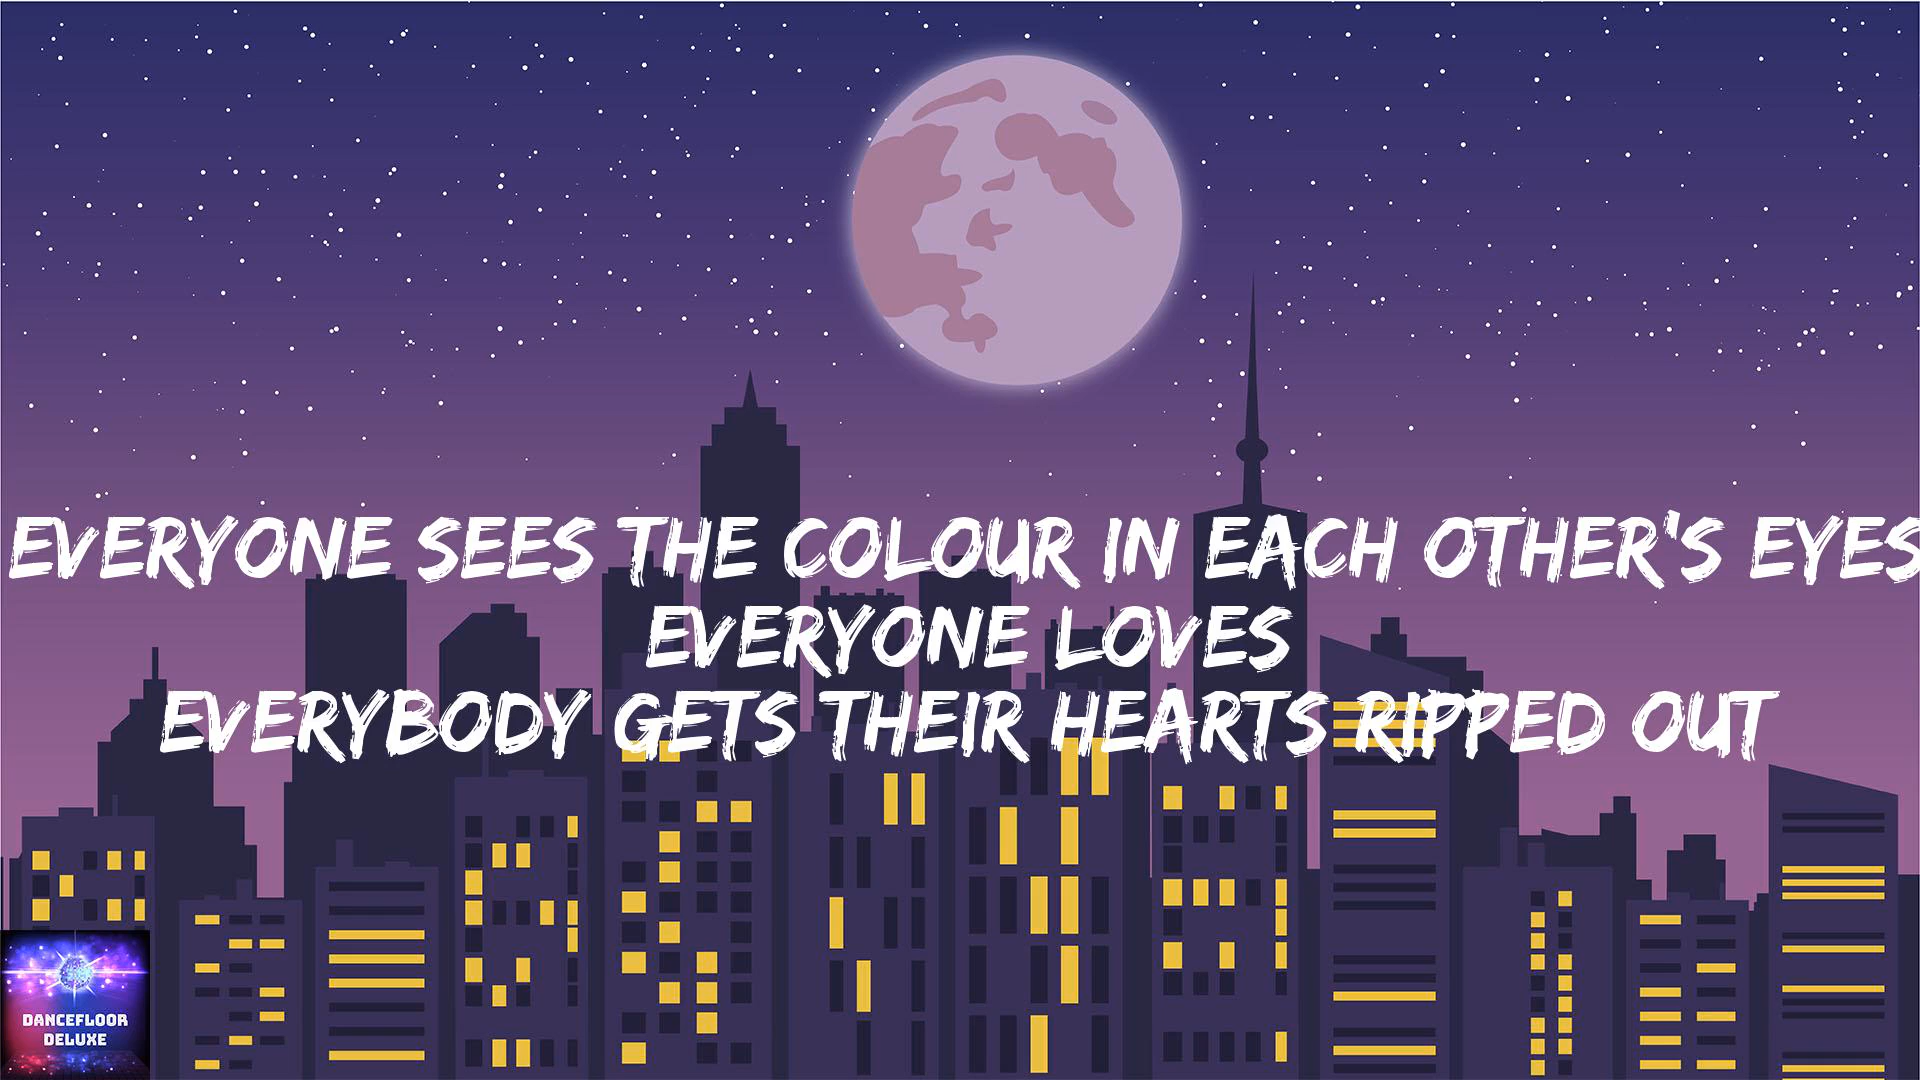 EVERYONE SEES THE COLOUR IN EACH OTHER'S EYES
EVERYONE LOVES
EVERYBODY GETS THEIR HEARTS RIPPED OUT
DANCEFLOOR
DELUXE